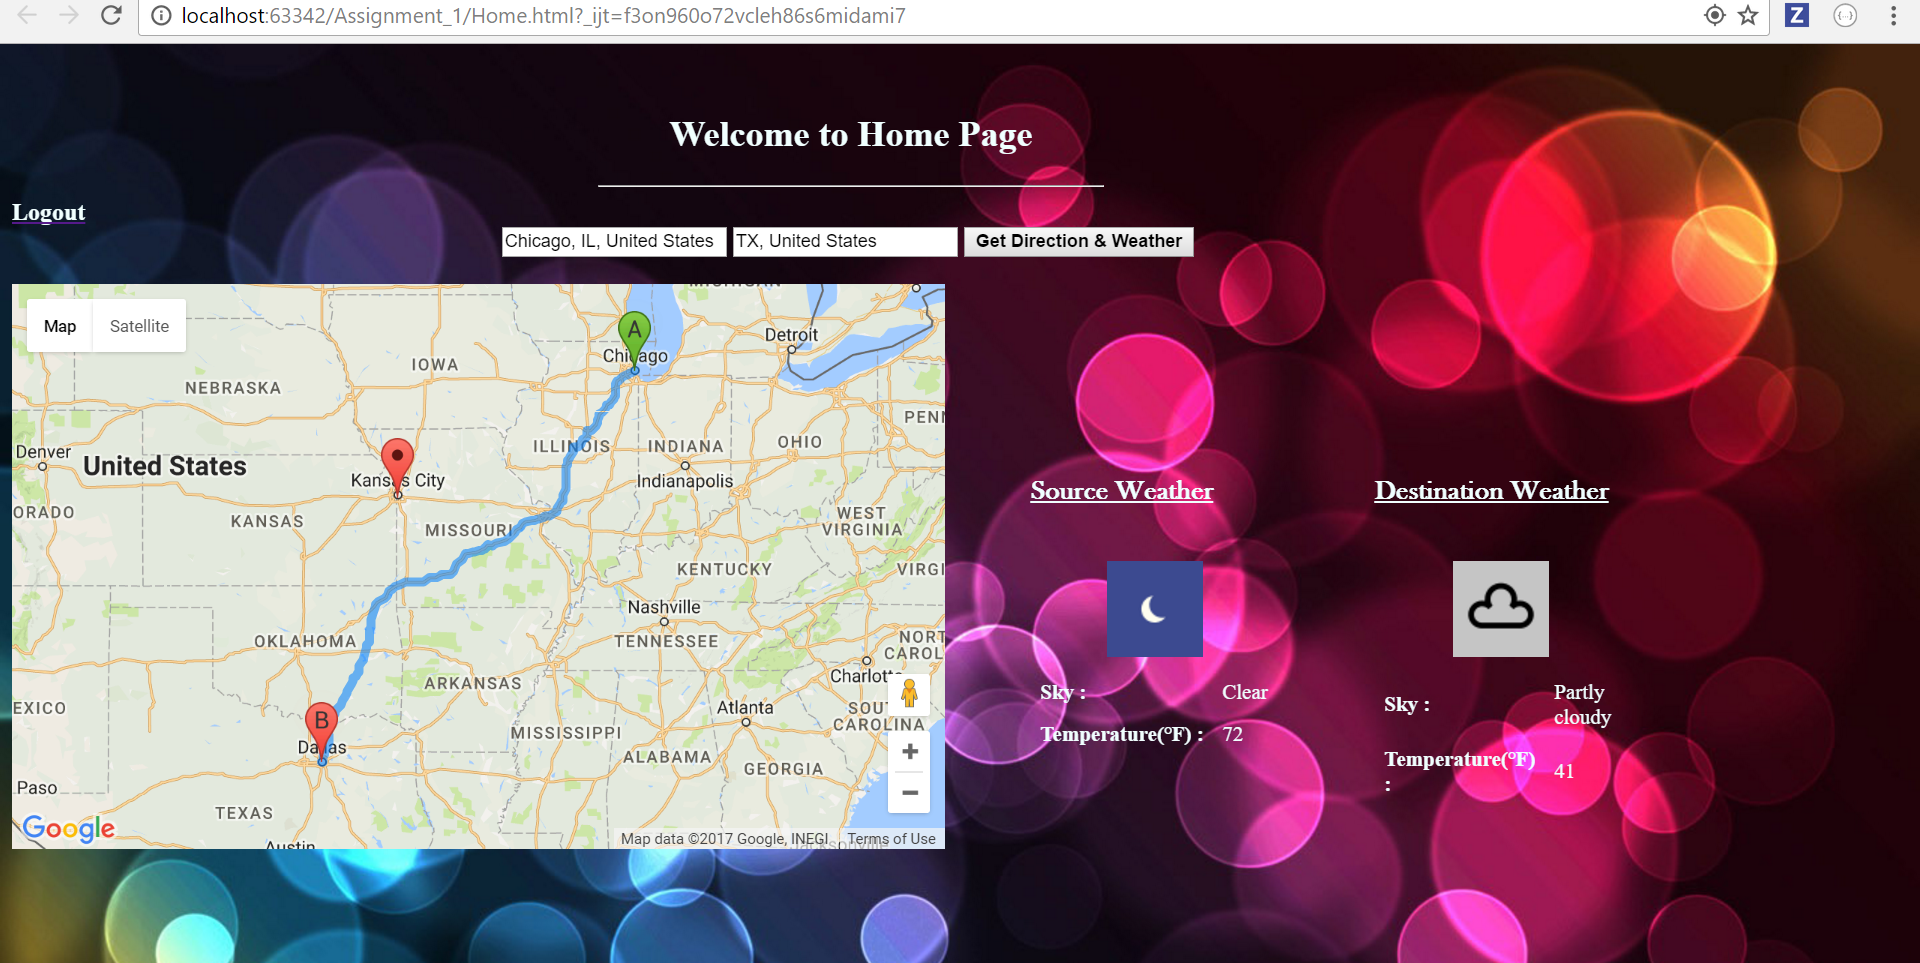 localhost:63342/Assignment_1/Home.html?_ijt=f3on960o72vcleh86s6midami7
Z
{...}
Welcome to Home Page
Logout
Chicago, IL, United States TX, United States Get Direction & Weather
Map Satellite
MICHIGAN
A
Chicago
Detroit
IOWA
NEBRASKA
PENN
Denver
United States
ILLINOIS
INDIANA
OHIO
Kansas City
Indianapolis
ORADO
KANSAS
MISSOURI
WEST
VIRGINIA
KENTUCKY
VIRGI
Nashville
TENNESSEE
NORT
CAROL
OKLAHOMA
Charlotte
ARKANSAS
EXICO
B
Dallas
Atlanta
SOU
CAROLINA
MISSISSIPPI
ALABAMA
GEORGIA
+
−
Paso
TEXAS
Google
Austin
Jacksonville
Map data ©2017 Google, INEGI Terms of Use
Source Weather
Sky : Clear
Temperature(°F) : 72
Destination Weather
Sky : Partly
cloudy
Temperature(°F)
: 41